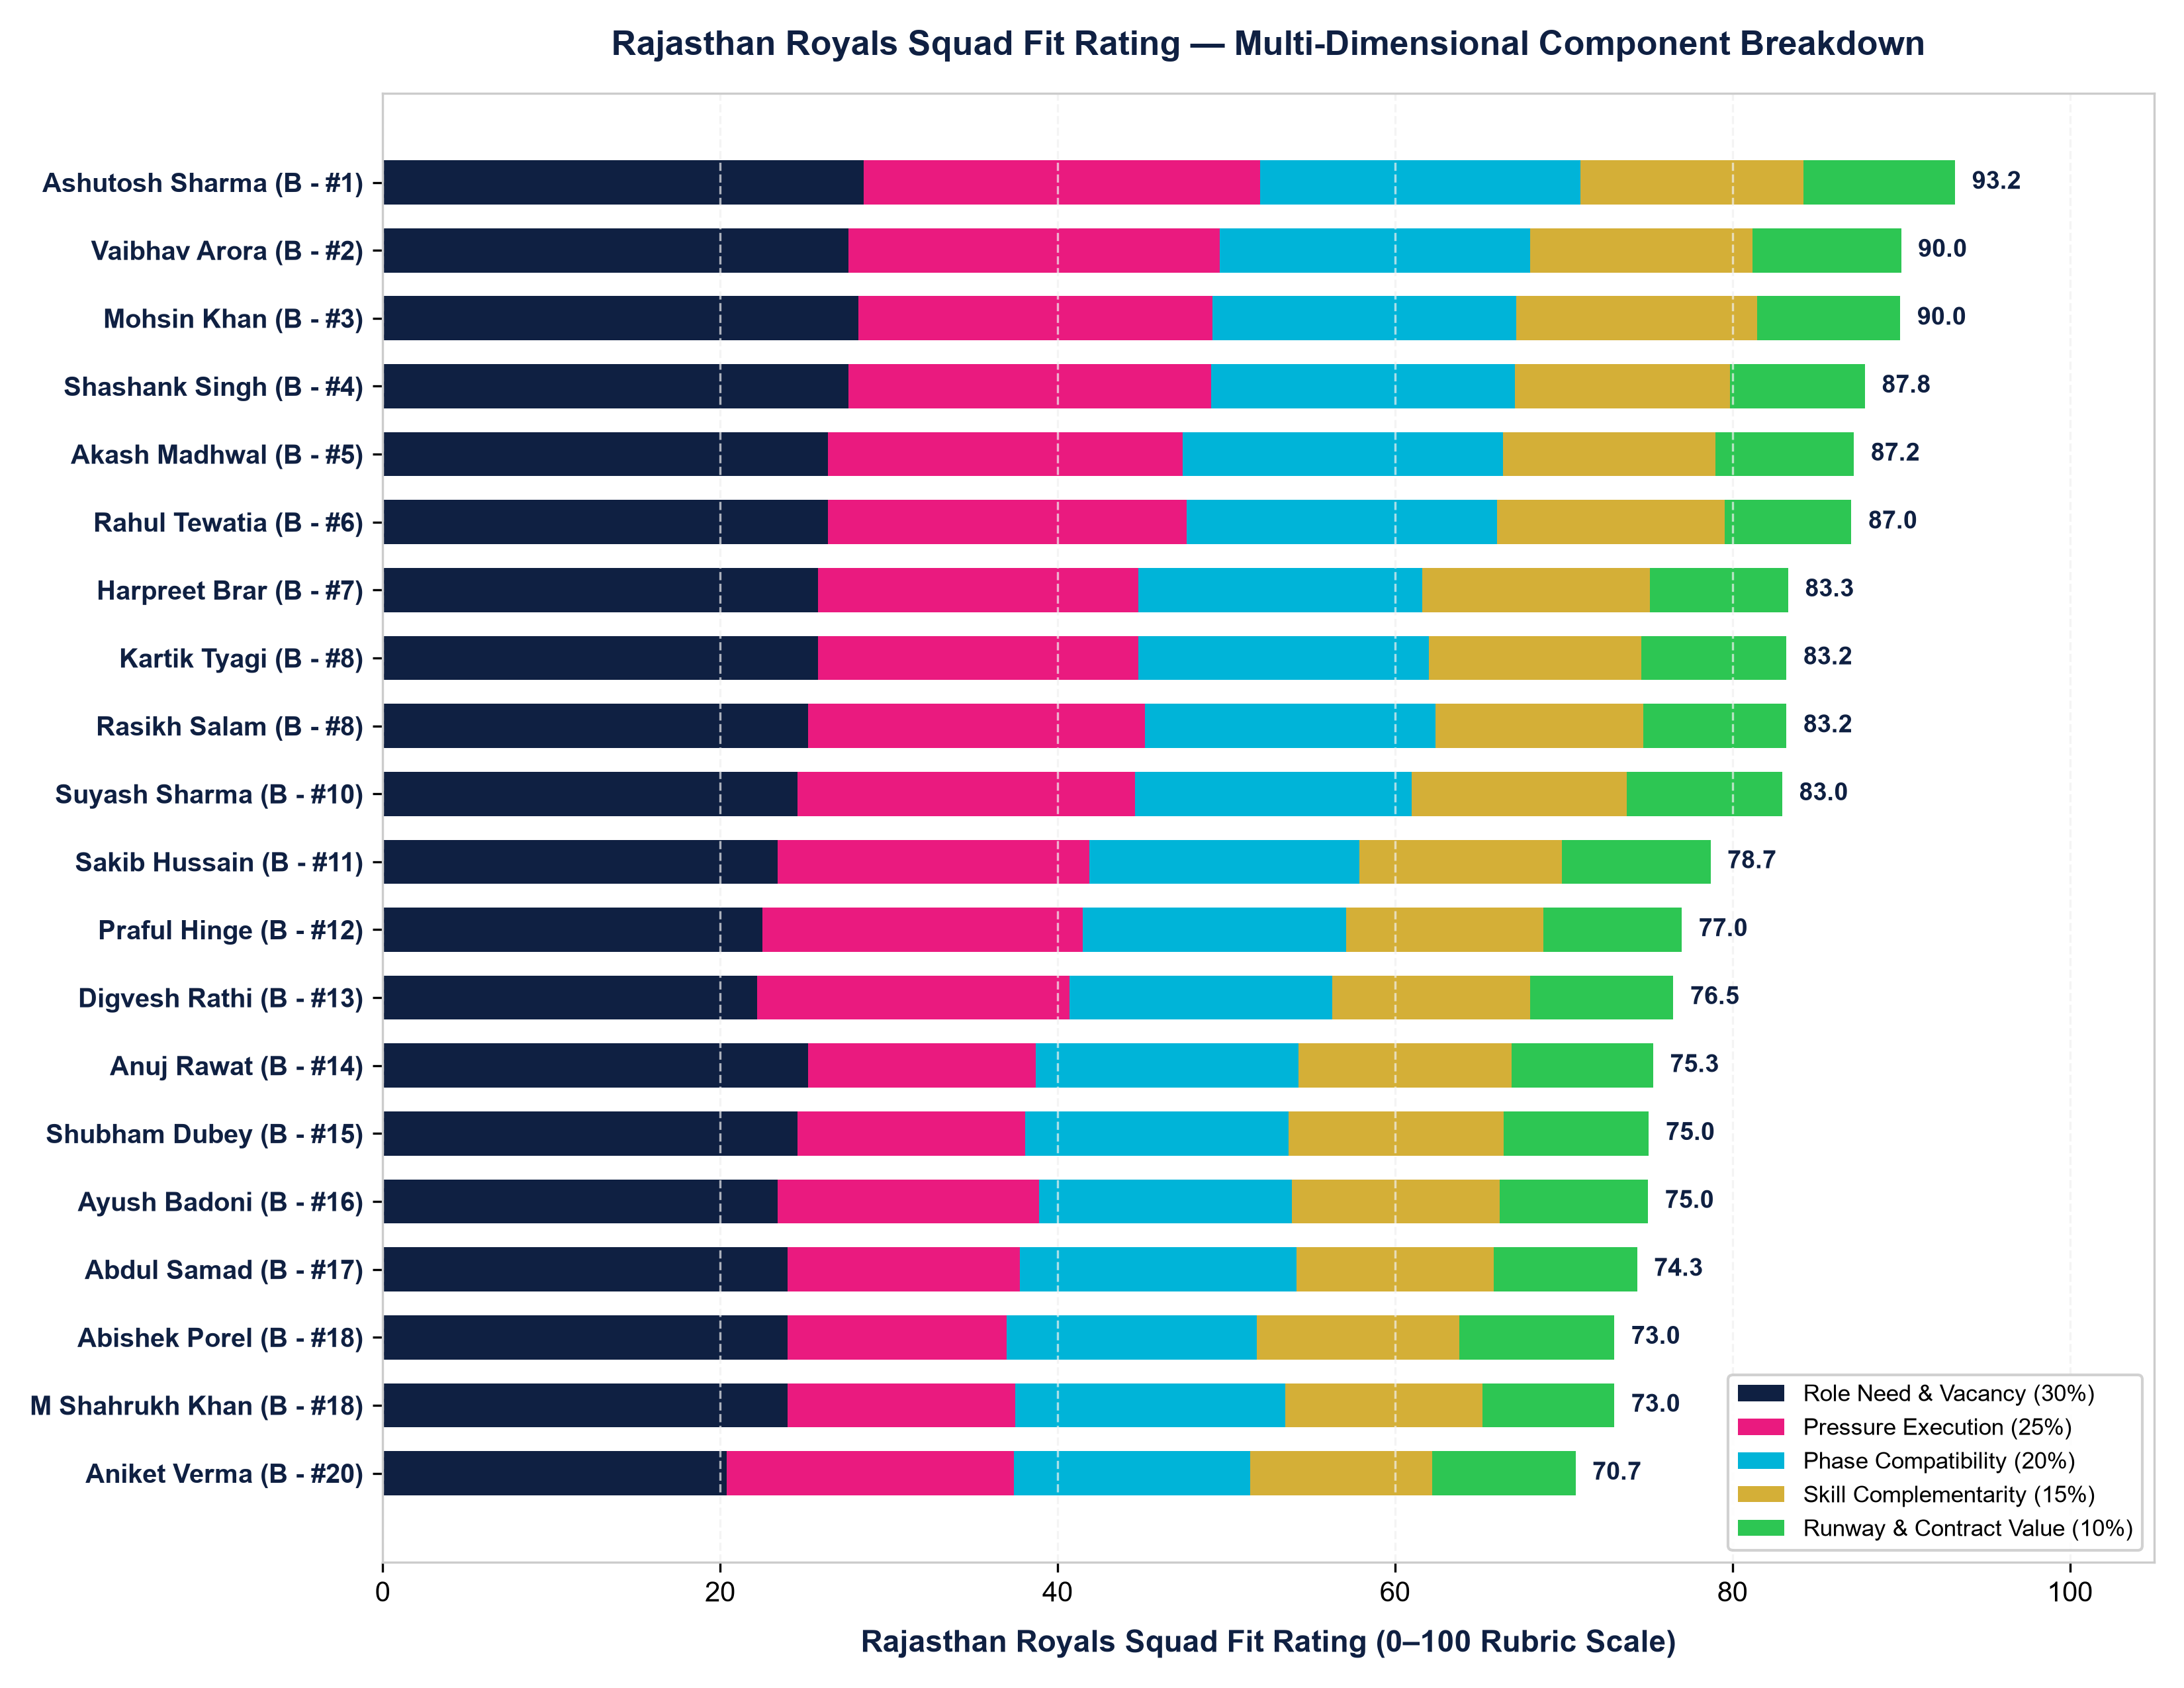 Rajasthan Royals Squad Fit Rating — Multi-Dimensional Component Breakdown
Ashutosh Sharma (B - #1) 93.2
Vaibhav Arora (B - #2) 90.0
Mohsin Khan (B - #3) 90.0
Shashank Singh (B - #4) 87.8
Akash Madhwal (B - #5) 87.2
Rahul Tewatia (B - #6) 87.0
Harpreet Brar (B - #7) 83.3
Kartik Tyagi (B - #8) 83.2
Rasikh Salam (B - #8) 83.2
Suyash Sharma (B - #10) 83.0
Sakib Hussain (B - #11) 78.7
Praful Hinge (B - #12) 77.0
Digvesh Rathi (B - #13) 76.5
Anuj Rawat (B - #14) 75.3
Shubham Dubey (B - #15) 75.0
Ayush Badoni (B - #16) 75.0
Abdul Samad (B - #17) 74.3
Abishek Porel (B - #18) 73.0
M Shahrukh Khan (B - #18) 73.0
Aniket Verma (B - #20) 70.7
Role Need & Vacancy (30%)
Pressure Execution (25%)
Phase Compatibility (20%)
Skill Complementarity (15%)
Runway & Contract Value (10%)
0 20 40 60 80 100
Rajasthan Royals Squad Fit Rating (0–100 Rubric Scale)